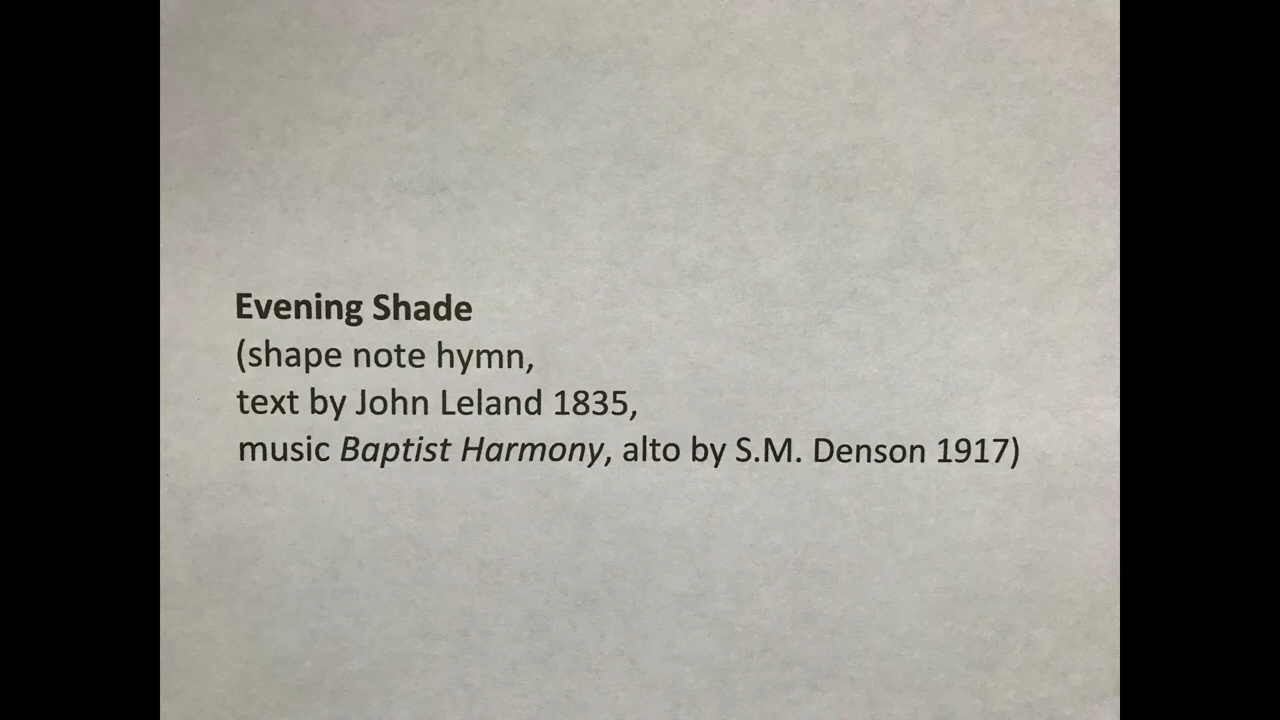 Evening Shade
(shape note hymn,
text by John Leland 1835,
music Baptist Harmony, alto by S.M. Denson 1917)